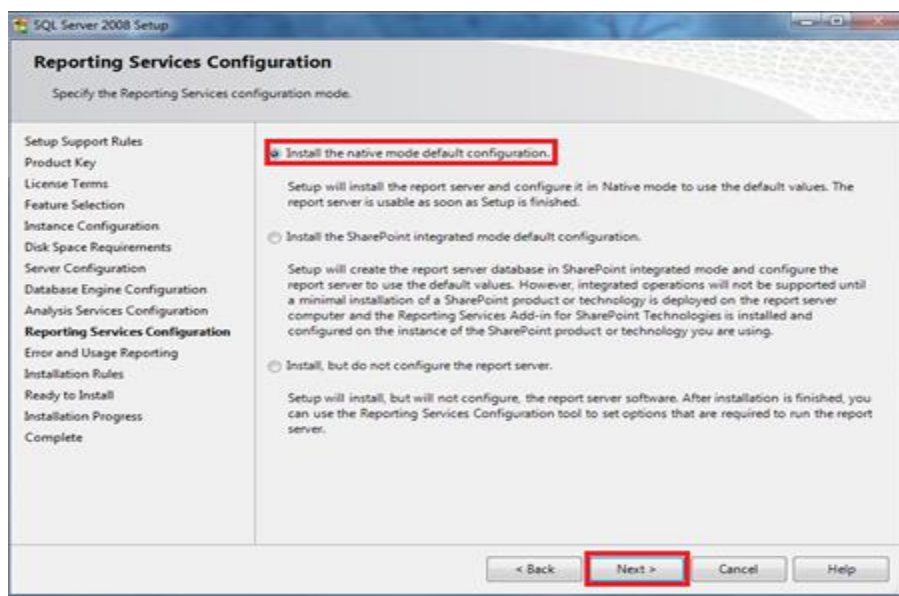 SQL Server 2008 Setup
Reporting Services Configuration
Specify the Reporting Services configuration mode.
Setup Support Rules
Product Key
License Terms
Feature Selection
Instance Configuration
Disk Space Requirements
Server Configuration
Database Engine Configuration
Analysis Services Configuration
Reporting Services Configuration
Error and Usage Reporting
Installation Rules
Ready to Install
Installation Progress
Complete
Install the native mode default configuration.
Setup will install the report server and configure it in Native mode to use the default values. The
report server is usable as soon as Setup is finished.
Install the SharePoint integrated mode default configuration.
Setup will create the report server database in SharePoint integrated mode and configure the
report server to use the default values. However, integrated operations will not be supported until
a minimal installation of a SharePoint product or technology is deployed on the report server
computer and the Reporting Services Add-in for SharePoint Technologies is installed and
configured on the instance of the SharePoint product or technology you are using.
Install, but do not configure the report server.
Setup will install, but will not configure, the report server software. After installation is finished, you
can use the Reporting Services Configuration tool to set options that are required to run the report
server.
< Back
Next >
Cancel
Help